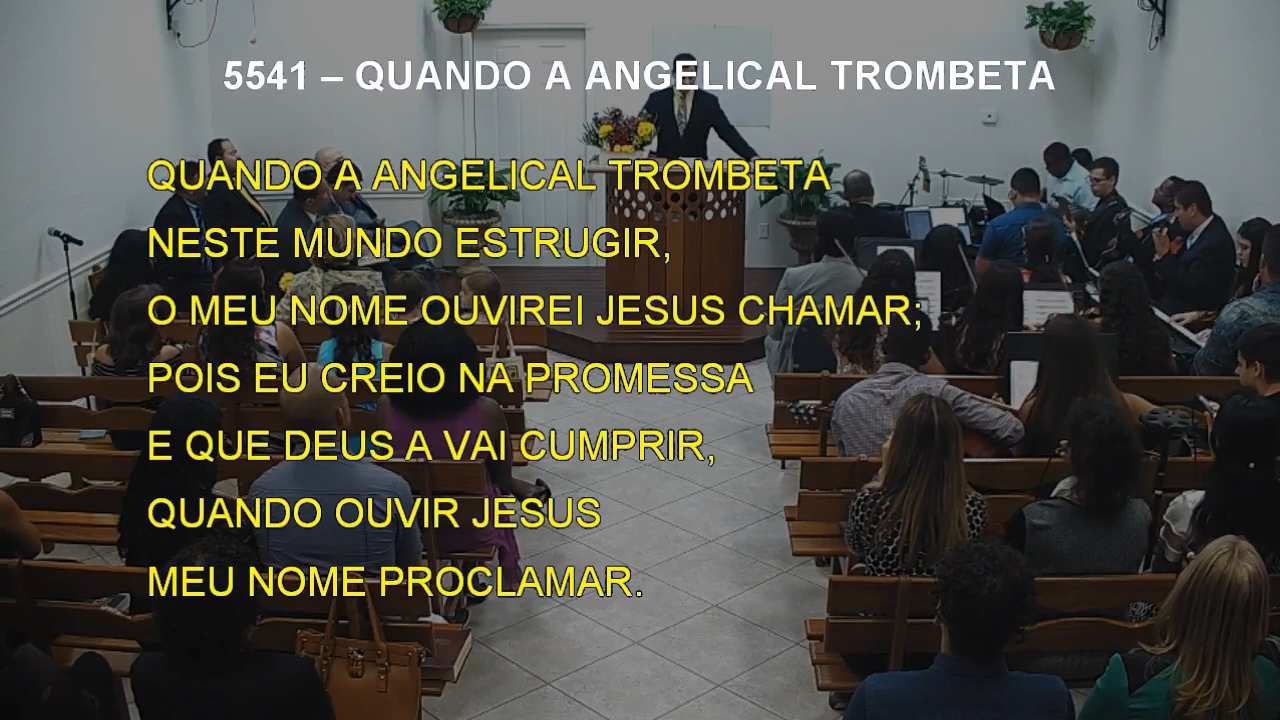 5541 – QUANDO A ANGELICAL TROMBETA
QUANDO A ANGELICAL TROMBETA
NESTE MUNDO ESTRUGIR,
O MEU NOME OUVIREI JESUS CHAMAR;
POIS EU CREIO NA PROMESSA
E QUE DEUS A VAI CUMPRIR,
QUANDO OUVIR JESUS
MEU NOME PROCLAMAR.